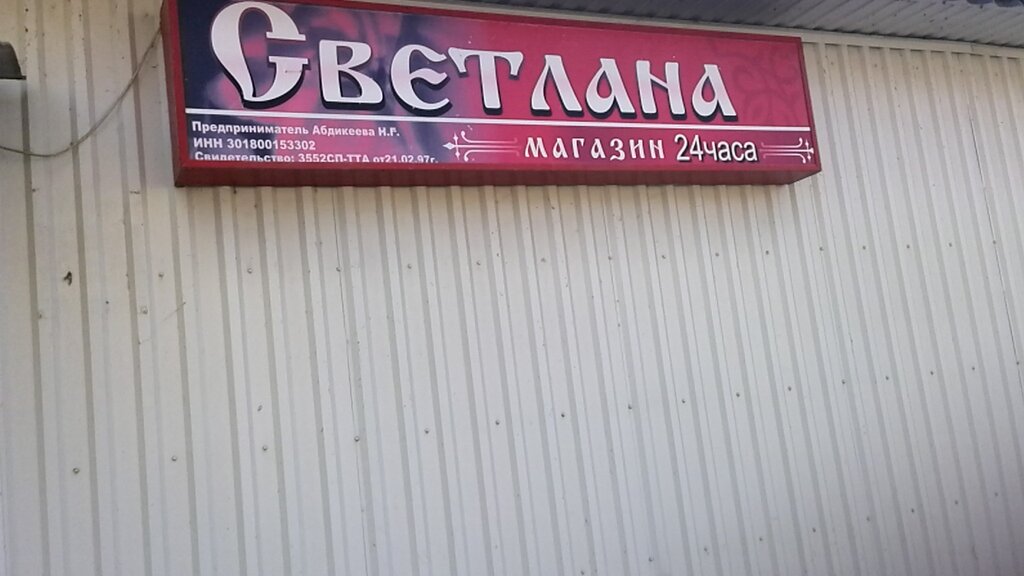 Светлана
Предприниматель Абдикеева Н.Г.
ИНН 301800153302
Свидетельство: 3552СП-ТТА от21.02.97г.
магазин 24часа